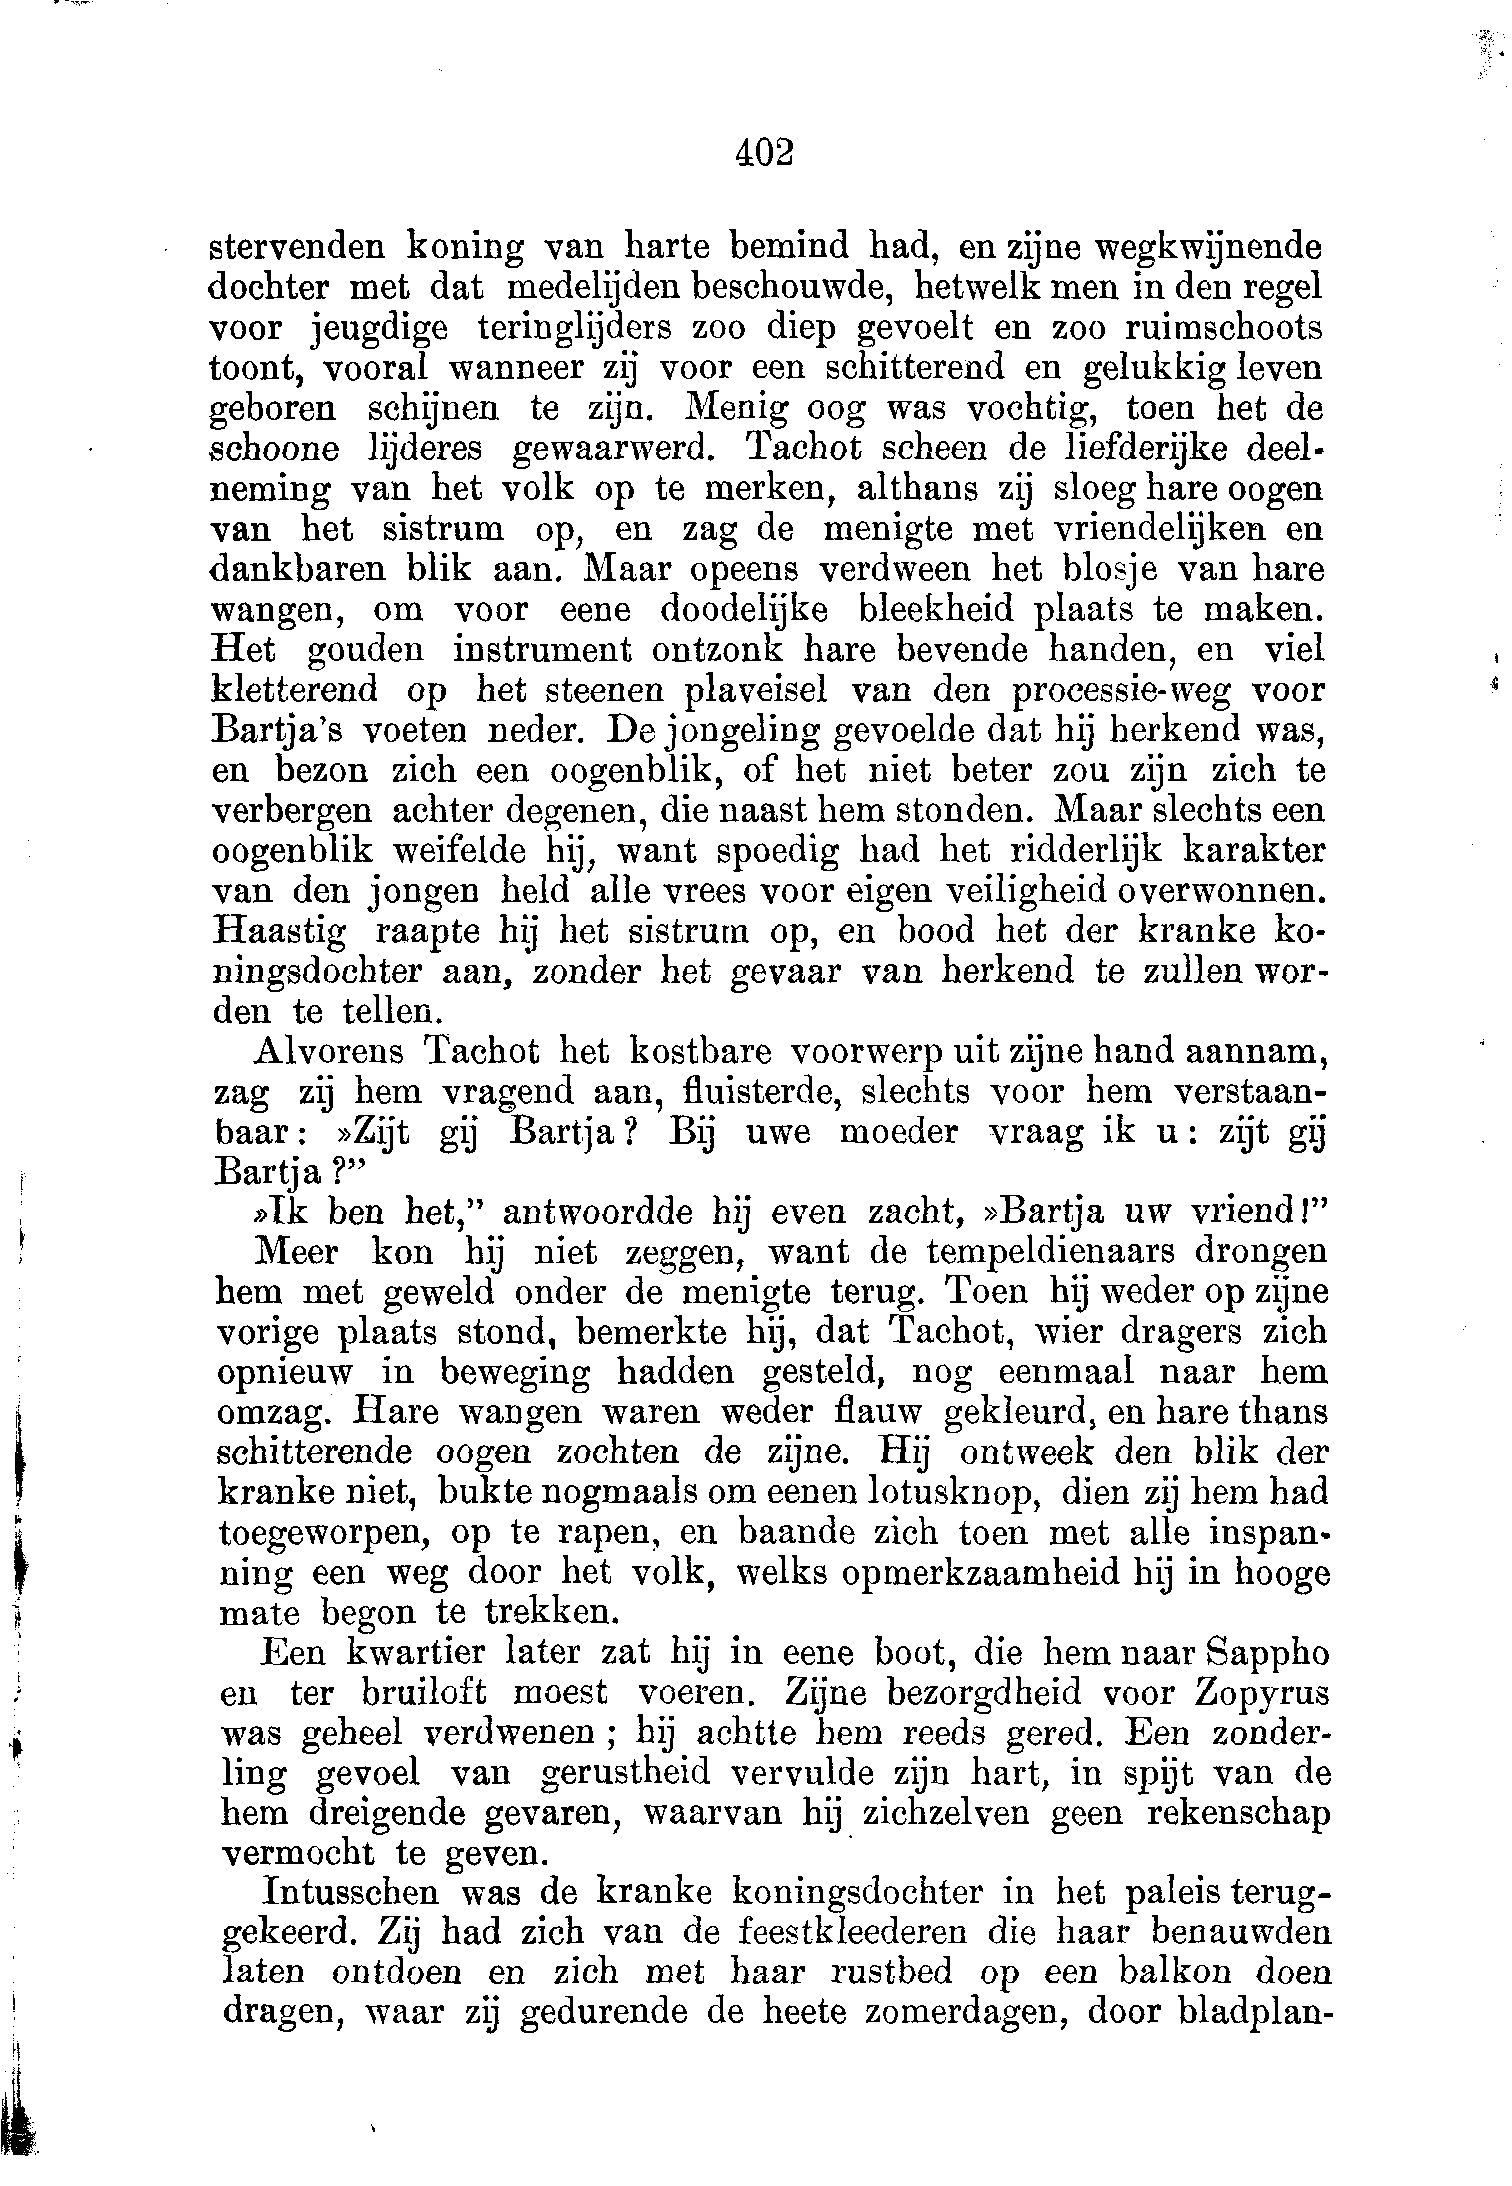 402
stervenden koning van harte bemind had, en zijne wegkwijnende
dochter met dat medelijden beschouwde, hetwelk men in den regel
voor jeugdige teringlijders zoo diep gevoelt en zoo ruimschoots
toont, vooral wanneer zij voor een schitterend en gelukkig leven
geboren schijnen te zijn. Menig oog was vochtig, toen het de
schoone lijderes gewaarwerd. Tachot scheen de liefderijke deel-
neming van het volk op te merken, althans zij sloeg hare oogen
van het sistrum op, en zag de menigte met vriendelijken en
dankbaren blik aan. Maar opeens verdween het blosje van hare
wangen, om voor eene doodelijke bleekheid plaats te maken.
Het gouden instrument ontzonk hare bevende handen, en viel
kletterend op het steenen plaveisel van den processie-weg voor
Bartja's voeten neder. De jongeling gevoelde dat hij herkend was,
en bezon zich een oogenblik, of het niet beter zou zijn zich te
verbergen achter degenen, die naast hem stonden. Maar slechts een
oogenblik weifelde hij, want spoedig had het ridderlijk karakter
van den jongen held alle vrees voor eigen veiligheid overwonnen.
Haastig raapte hij het sistrum op, en bood het der kranke ko-
ningsdochter aan, zonder het gevaar van herkend te zullen wor-
den te tellen.
Alvorens Tachot het kostbare voorwerp uit zijne hand aannam,
zag zij hem vragend aan, fluisterde, slechts voor hem verstaan-
baar: »Zijt gij Bartja? Bij uwe moeder vraag ik u: zijt gij
Bartja?”
»Ik ben het,” antwoordde hij even zacht, »Bartja uw vriend!”
Meer kon hij niet zeggen, want de tempeldienaars drongen
hem met geweld onder de menigte terug. Toen hij weder op zijne
vorige plaats stond, bemerkte hij, dat Tachot, wier dragers zich
opnieuw in beweging hadden gesteld, nog eenmaal naar hem
omzag. Hare wangen waren weder flauw gekleurd, en hare thans
schitterende oogen zochten de zijne. Hij ontweek den blik der
kranke niet, bukte nogmaals om eenen lotusknop, dien zij hem had
toegeworpen, op te rapen, en baande zich toen met alle inspan-
ning een weg door het volk, welks opmerkzaamheid hij in hooge
mate begon te trekken.
Een kwartier later zat hij in eene boot, die hem naar Sappho
en ter bruiloft moest voeren. Zijne bezorgdheid voor Zopyrus
was geheel verdwenen; hij achtte hem reeds gered. Een zonder-
ling gevoel van gerustheid vervulde zijn hart, in spijt van de
hem dreigende gevaren, waarvan hij zichzelven geen rekenschap
vermocht te geven.
Intusschen was de kranke koningsdochter in het paleis terug-
gekeerd. Zij had zich van de feestkleederen die haar benauwden
laten ontdoen en zich met haar rustbed op een balkon doen
dragen, waar zij gedurende de heete zomerdagen, door bladplan-